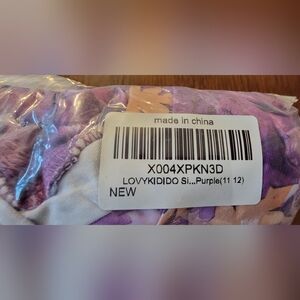 made in china
X004XPKN3D
LOVYKIDIDO Si...Purple(11 12)
NEW